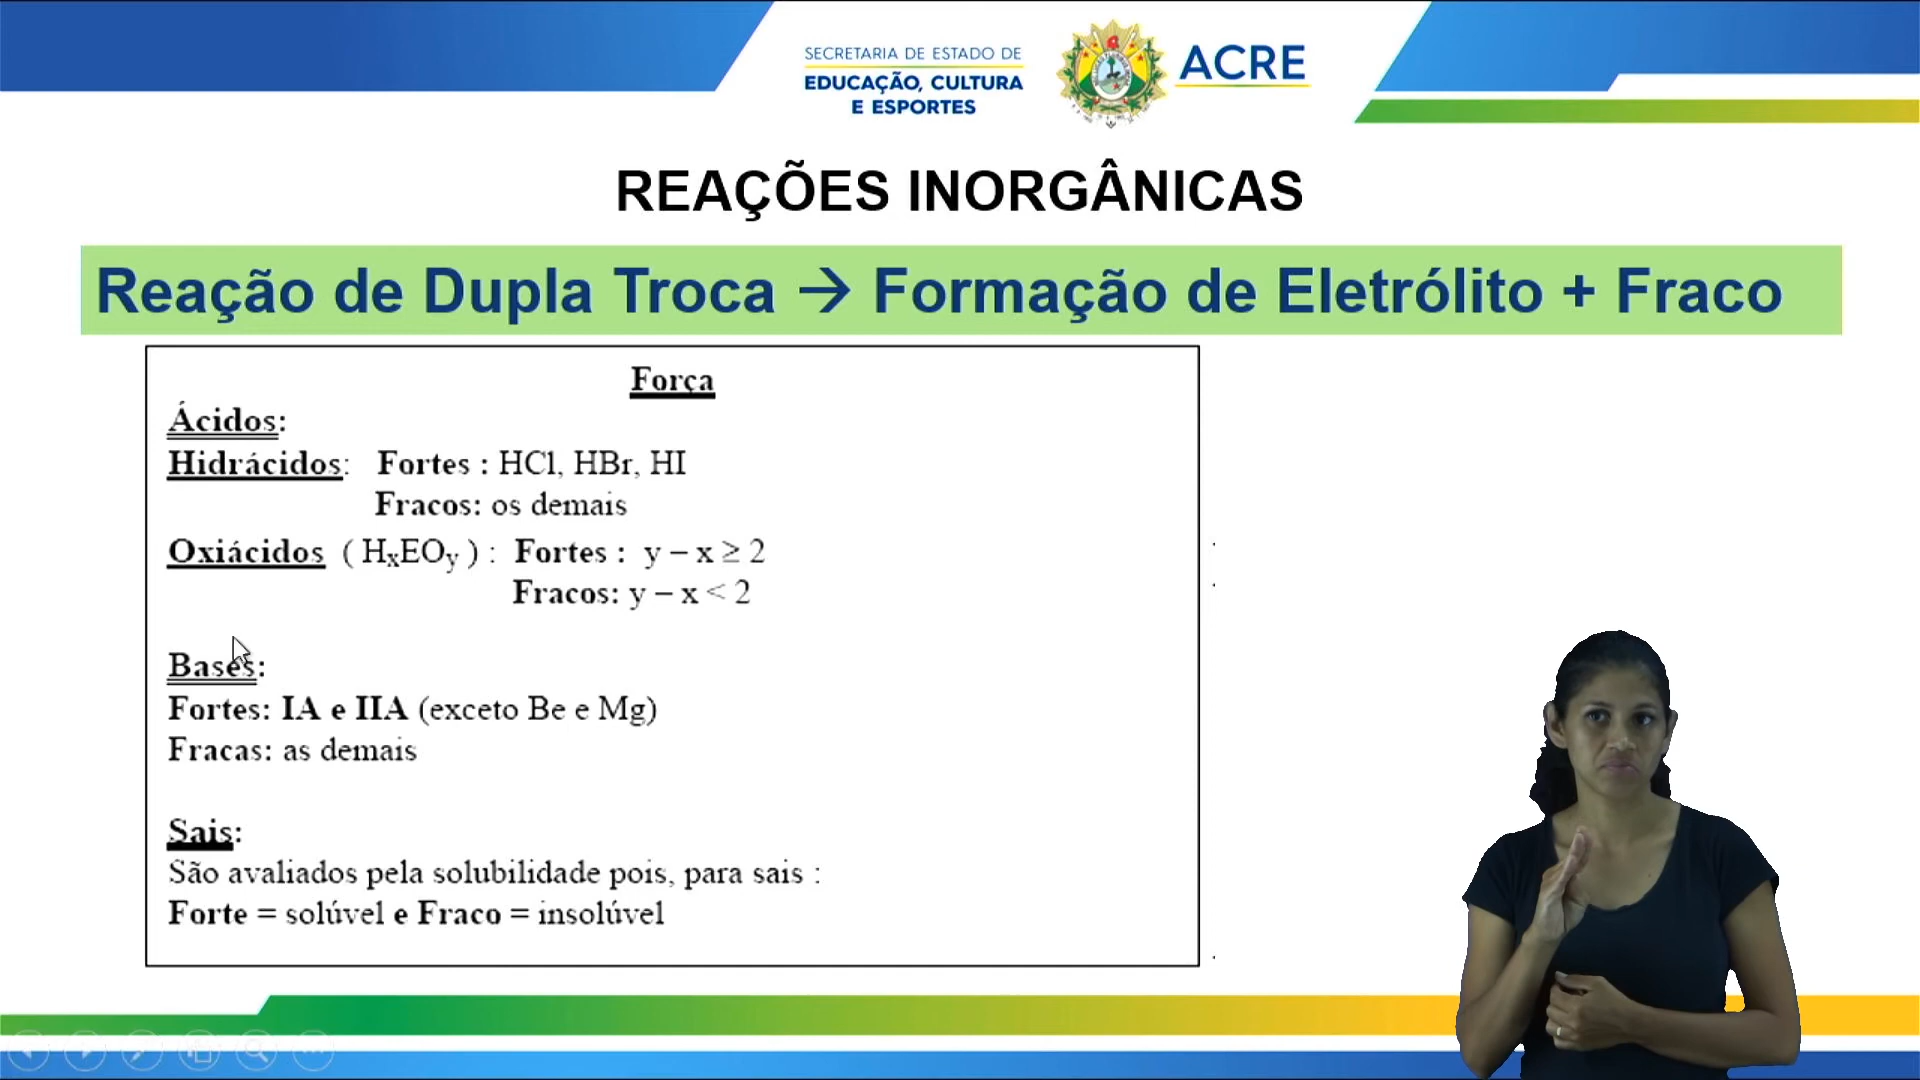 SECRETARIA DE ESTADO DE
EDUCAÇÃO, CULTURA
E ESPORTES
ACRE
REAÇÕES INORGÂNICAS
Reação de Dupla Troca → Formação de Eletrólito + Fraco
Força
Ácidos:
Hidrácidos: Fortes : HCl, HBr, HI
Fracos: os demais
Oxiácidos ( HxEOy ) : Fortes : y – x ≥ 2
Fracos: y – x < 2
Bases:
Fortes: IA e IIA (exceto Be e Mg)
Fracas: as demais
Sais:
São avaliados pela solubilidade pois, para sais :
Forte = solúvel e Fraco = insolúvel